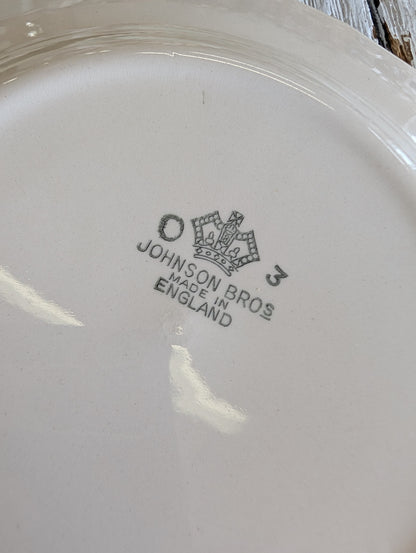 O 3
JOHNSON BROS
MADE IN
ENGLAND